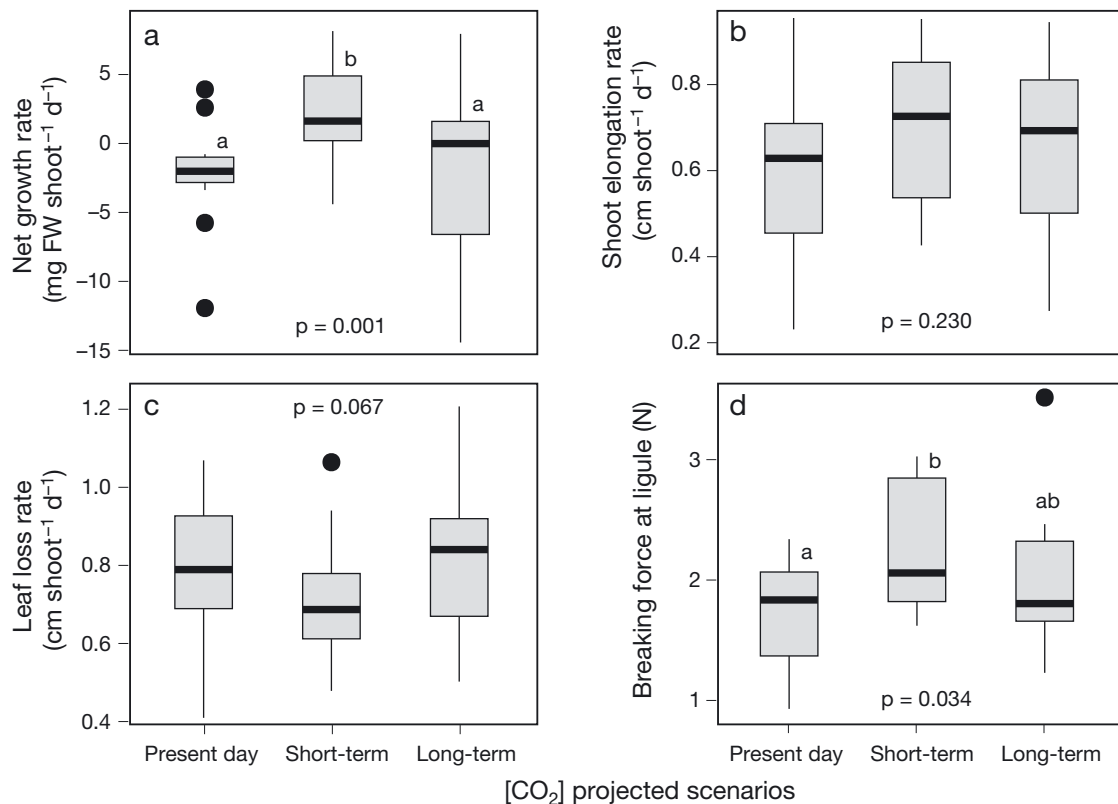 a
Net growth rate
(mg FW shoot⁻¹ d⁻¹)
5
0
−5
−10
−15
a
b
a
p = 0.001
b
Shoot elongation rate
(cm shoot⁻¹ d⁻¹)
0.8
0.6
0.4
0.2
p = 0.230
c
Leaf loss rate
(cm shoot⁻¹ d⁻¹)
1.2
1.0
0.8
0.6
0.4
p = 0.067
Present day
Short-term
Long-term
d
Breaking force at ligule (N)
3
2
1
a
b
ab
p = 0.034
Present day
Short-term
Long-term
[CO₂] projected scenarios